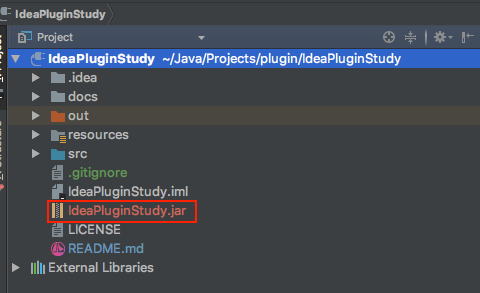 IdeaPluginStudy
Project
IdeaPluginStudy ~/Java/Projects/plugin/IdeaPluginStudy
.idea
docs
out
resources
src
.gitignore
IdeaPluginStudy.iml
IdeaPluginStudy.jar
LICENSE
README.md
External Libraries